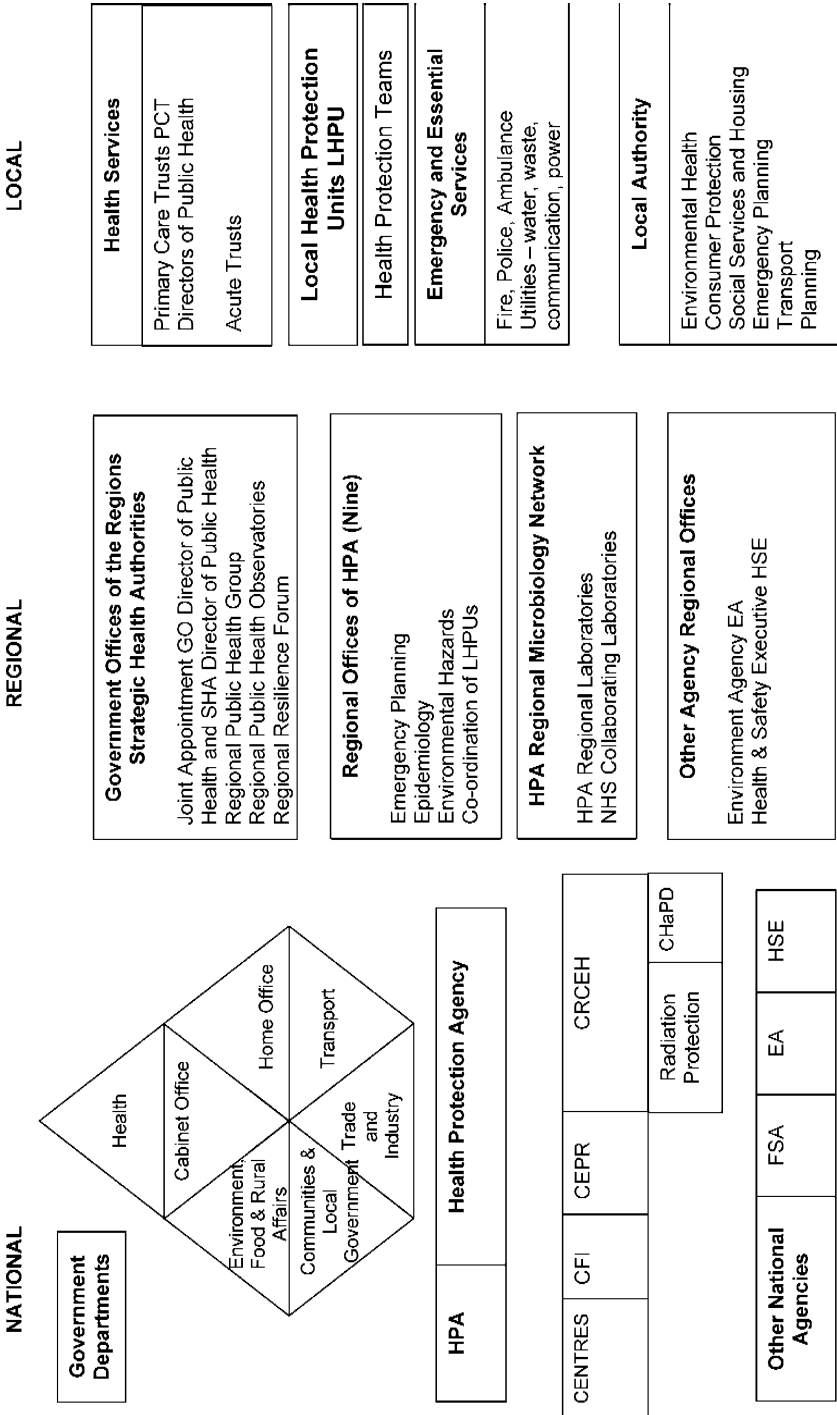 NATIONAL
Government
Departments
Health
Cabinet Office
Home Office
Environment,
Food & Rural
Affairs
Communities &
Local
Government
Trade
and
Industry
Transport
HPA
Health Protection Agency
CENTRES
CFI
CEPR
CRCEH
Radiation
Protection
CHaPD
Other National
Agencies
FSA
EA
HSE
REGIONAL
Government Offices of the Regions
Strategic Health Authorities
Joint Appointment GO Director of Public
Health and SHA Director of Public Health
Regional Public Health Group
Regional Public Health Observatories
Regional Resilience Forum
Regional Offices of HPA (Nine)
Emergency Planning
Epidemiology
Environmental Hazards
Co-ordination of LHPUs
HPA Regional Microbiology Network
HPA Regional Laboratories
NHS Collaborating Laboratories
Other Agency Regional Offices
Environment Agency EA
Health & Safety Executive HSE
LOCAL
Health Services
Primary Care Trusts PCT
Directors of Public Health
Acute Trusts
Local Health Protection
Units LHPU
Health Protection Teams
Emergency and Essential
Services
Fire, Police, Ambulance
Utilities – water, waste,
communication, power
Local Authority
Environmental Health
Consumer Protection
Social Services and Housing
Emergency Planning
Transport
Planning